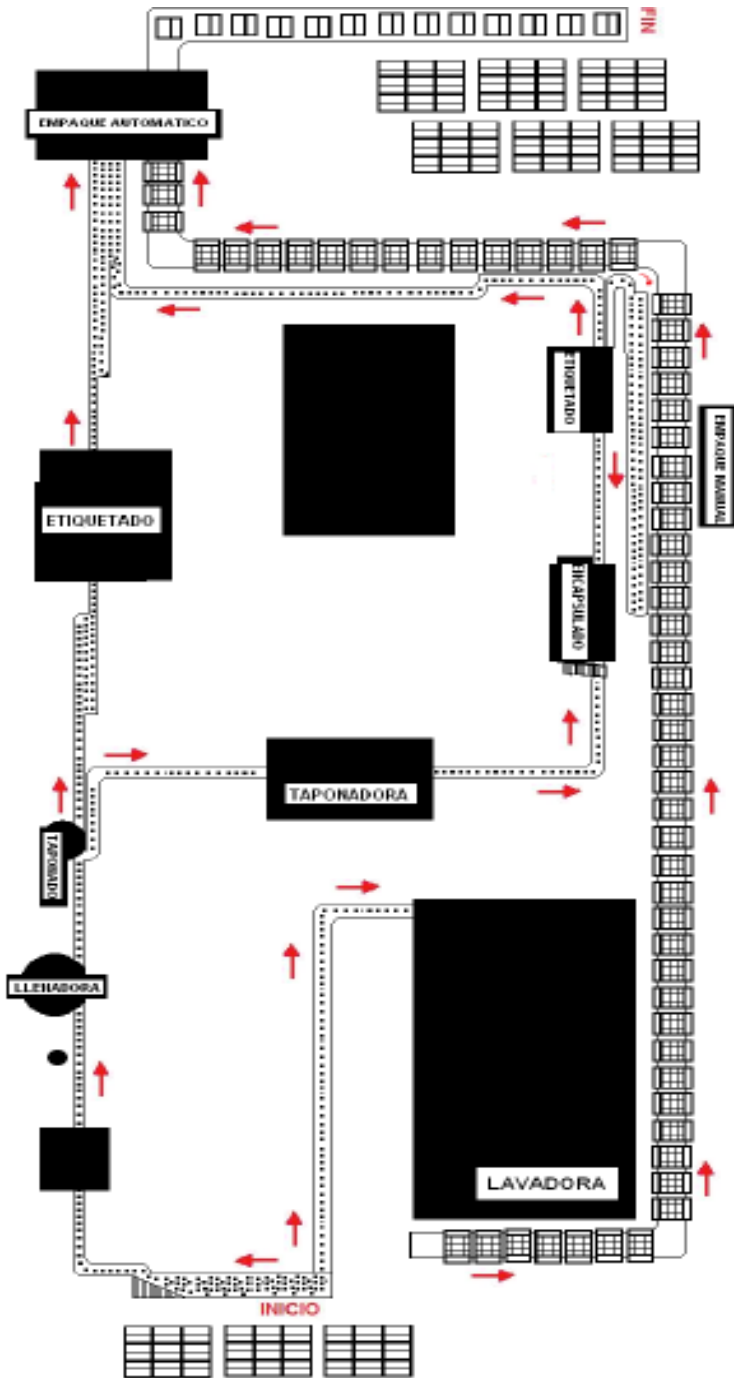 FIN
EMPAQUE AUTOMATICO
ETIQUETADO
EMPAQUE MANUAL
ETIQUETADO
ENCAPSULADO
TAPONADORA
TAPONADO
LLENADORA
LAVADORA
INICIO